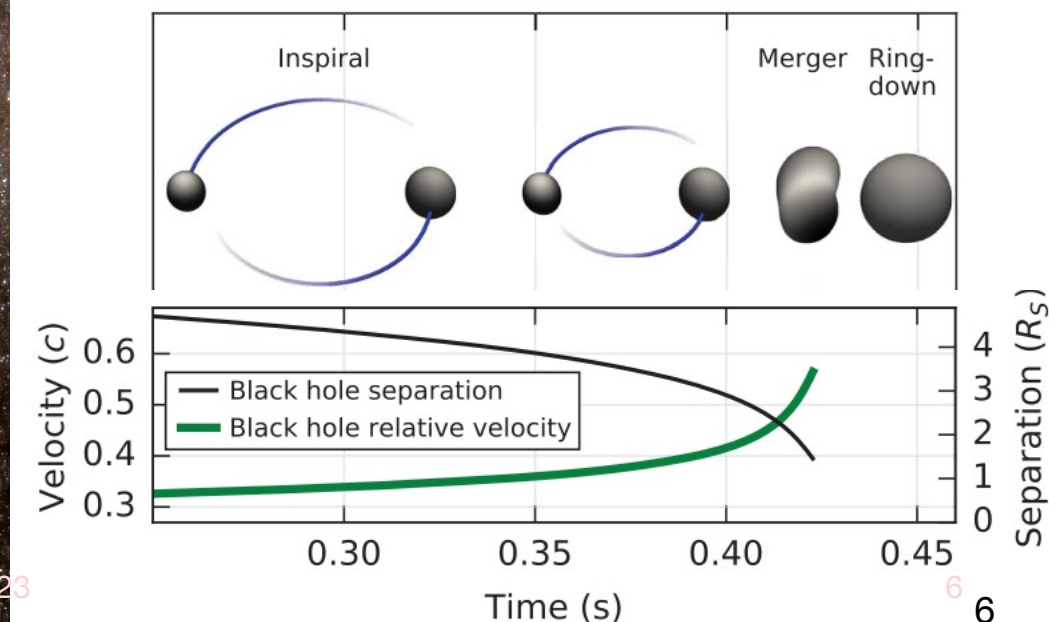 Inspiral
Merger
Ring-
down
Velocity (c)
0.6
0.5
0.4
0.3
Black hole separation
Black hole relative velocity
4
3
2
1
0
Separation (R_S)
0.30
0.35
0.40
0.45
Time (s)
23
6
6